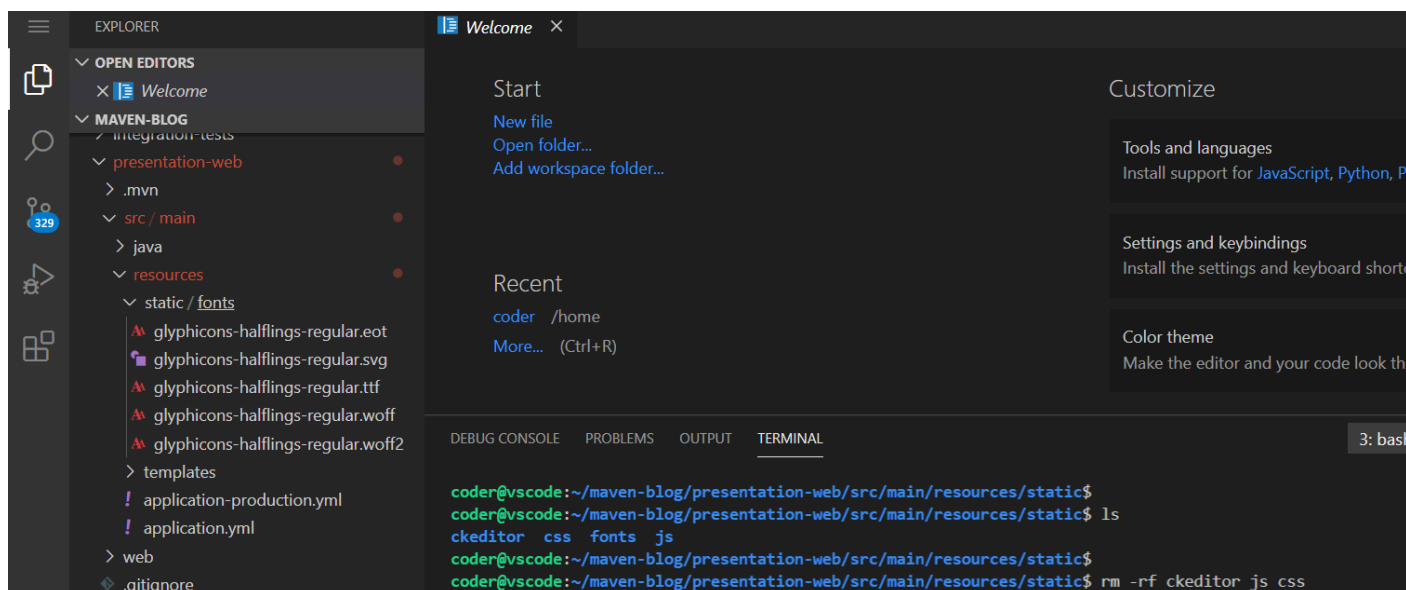 EXPLORER
OPEN EDITORS
Welcome
MAVEN-BLOG
integration-tests
presentation-web
.mvn
src / main
java
resources
static / fonts
glyphicons-halflings-regular.eot
glyphicons-halflings-regular.svg
glyphicons-halflings-regular.ttf
glyphicons-halflings-regular.woff
glyphicons-halflings-regular.woff2
templates
! application-production.yml
! application.yml
web
.gitignore
329
Welcome
Start
New file
Open folder...
Add workspace folder...
Recent
coder /home
More... (Ctrl+R)
Customize
Tools and languages
Install support for JavaScript, Python, P
Settings and keybindings
Install the settings and keyboard short
Color theme
Make the editor and your code look th
DEBUG CONSOLE PROBLEMS OUTPUT TERMINAL
3: bash
coder@vscode:~/maven-blog/presentation-web/src/main/resources/static$
coder@vscode:~/maven-blog/presentation-web/src/main/resources/static$ ls
ckeditor css fonts js
coder@vscode:~/maven-blog/presentation-web/src/main/resources/static$
coder@vscode:~/maven-blog/presentation-web/src/main/resources/static$ rm -rf ckeditor js css